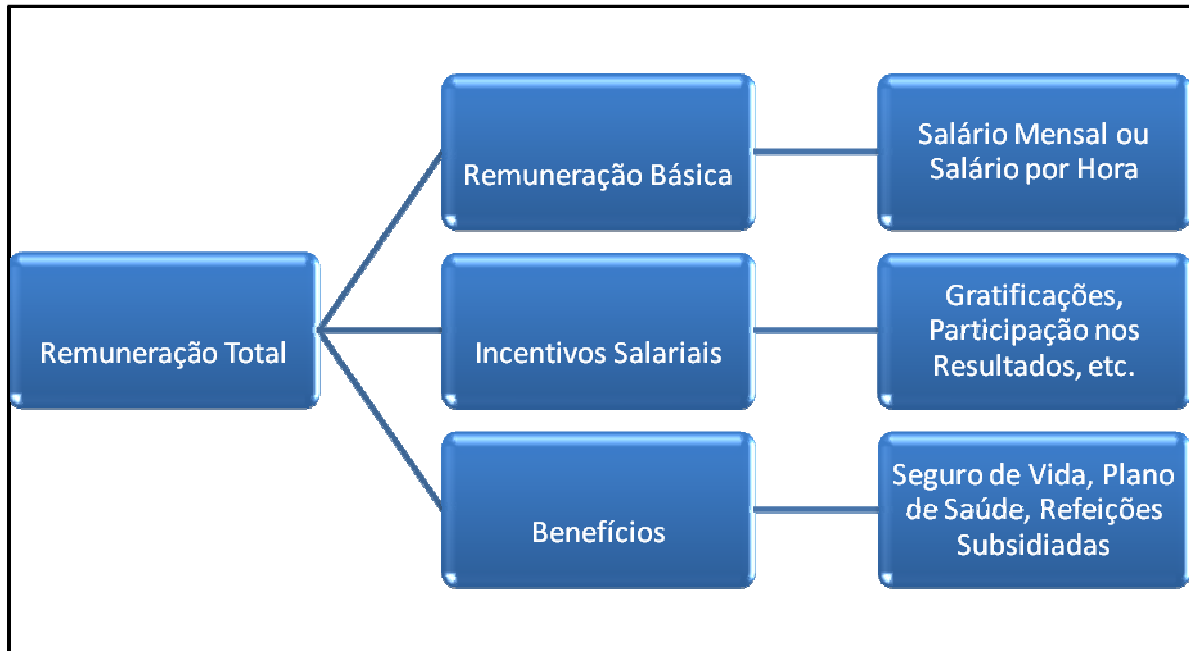 Remuneração Total
Remuneração Básica
Salário Mensal ou
Salário por Hora
Incentivos Salariais
Gratificações,
Participação nos
Resultados, etc.
Benefícios
Seguro de Vida, Plano
de Saúde, Refeições
Subsidiadas